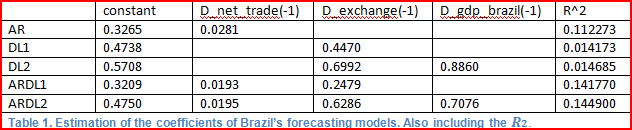 constant D_net_trade(-1) D_exchange(-1) D_gdp_brazil(-1) R^2
AR 0.3265 0.0281 0.112273
DL1 0.4738 0.4470 0.014173
DL2 0.5708 0.6992 0.8860 0.014685
ARDL1 0.3209 0.0193 0.2479 0.141770
ARDL2 0.4750 0.0195 0.6286 0.7076 0.144900
Table 1. Estimation of the coefficients of Brazil's forecasting models. Also including the R2.